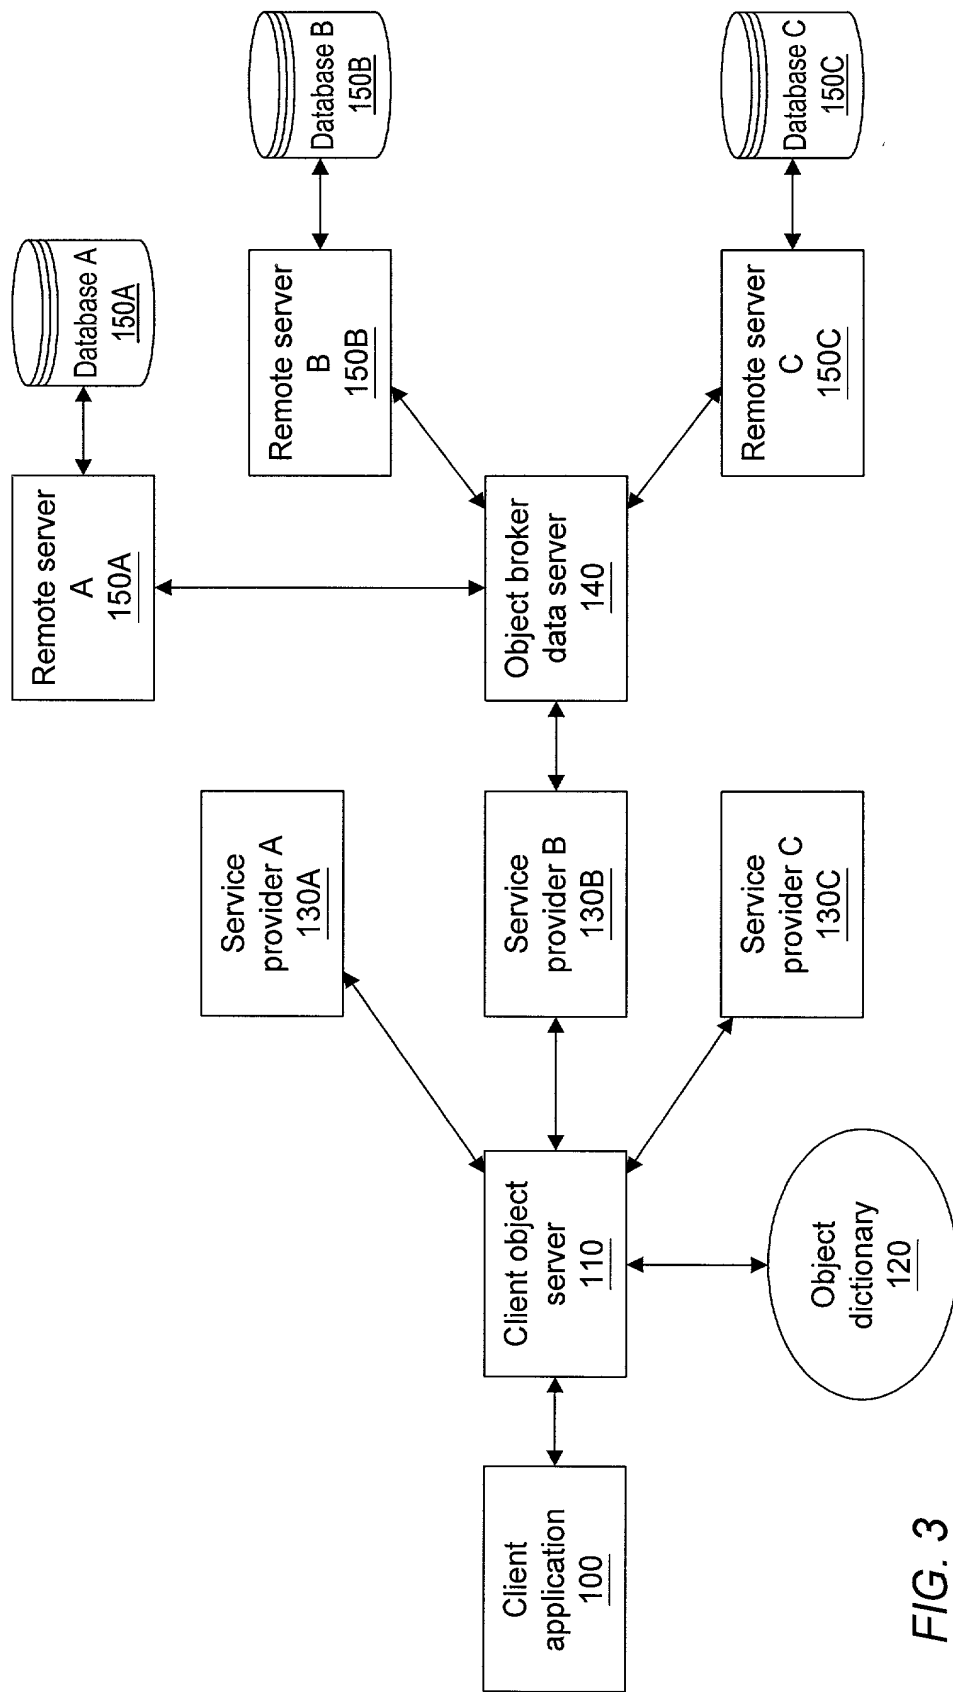 Client
application
100
Client object
server
110
Object
dictionary
120
Service
provider A
130A
Service
provider B
130B
Service
provider C
130C
Object broker
data server
140
Remote server
A
150A
Database A
150A
Remote server
B
150B
Database B
150B
Remote server
C
150C
Database C
150C
FIG. 3